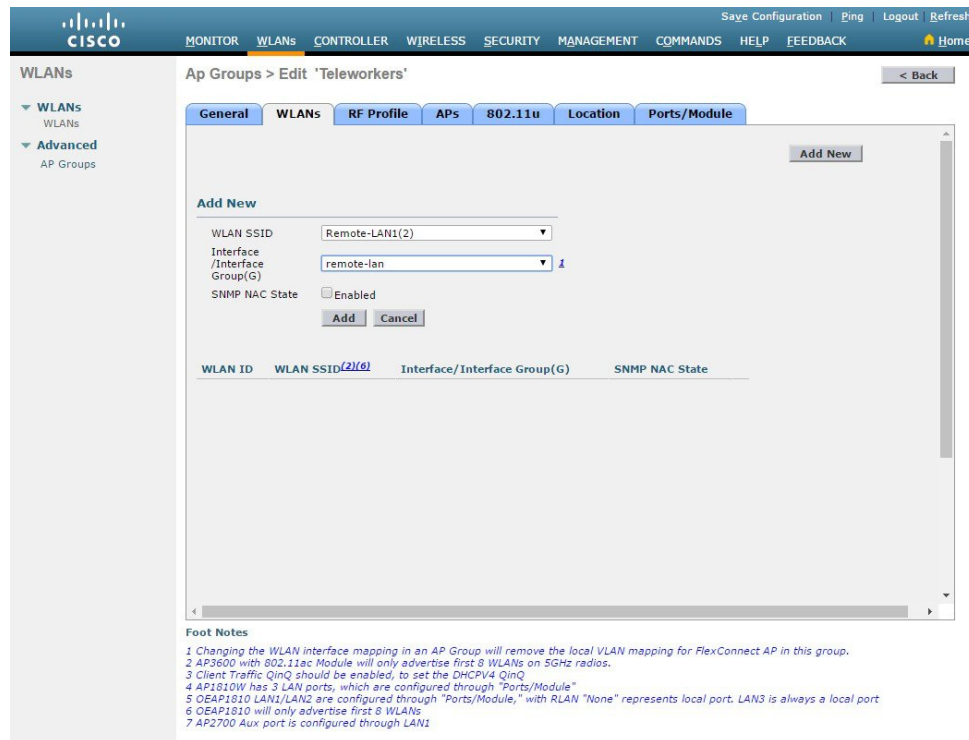 Save Configuration | Ping | Logout | Refresh
CISCO
MONITOR WLANs CONTROLLER WIRELESS SECURITY MANAGEMENT COMMANDS HELP FEEDBACK Home
WLANs
Ap Groups > Edit 'Teleworkers'
< Back
WLANs
WLANs
Advanced
AP Groups
General WLANs RF Profile APs 802.11u Location Ports/Module
Add New
Add New
WLAN SSID Remote-LAN1(2)
Interface
/Interface
Group(G)
remote-lan 1
SNMP NAC State Enabled
Add Cancel
WLAN ID WLAN SSID(2)(6) Interface/Interface Group(G) SNMP NAC State
Foot Notes
1 Changing the WLAN interface mapping in an AP Group will remove the local VLAN mapping for FlexConnect AP in this group.
2 AP3600 with 802.11ac Module will only advertise first 8 WLANs on 5GHz radios.
3 Client Traffic QinQ should be enabled, to set the DHCPV4 QinQ
4 AP1810W has 3 LAN ports, which are configured through "Ports/Module"
5 OEAP1810 LAN1/LAN2 are configured through "Ports/Module," with RLAN "None" represents local port. LAN3 is always a local port
6 OEAP1810 will only advertise first 8 WLANs
7 AP2700 Aux port is configured through LAN1